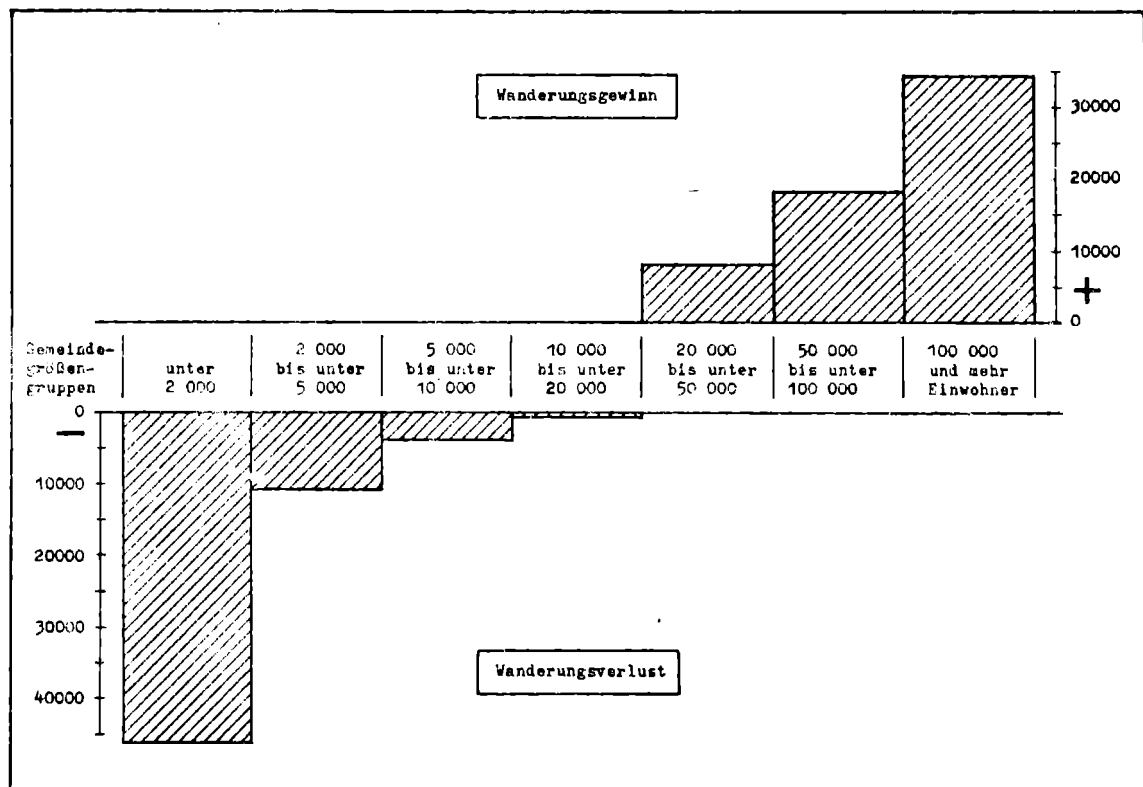 Wanderungsgewinn
30000
20000
10000
+
0
Gemeinde-
größen-
gruppen
unter
2 000
2 000
bis unter
5 000
5 000
bis unter
10 000
10 000
bis unter
20 000
20 000
bis unter
50 000
50 000
bis unter
100 000
100 000
und mehr
Einwohner
0
−
10000
20000
30000
40000
Wanderungsverlust